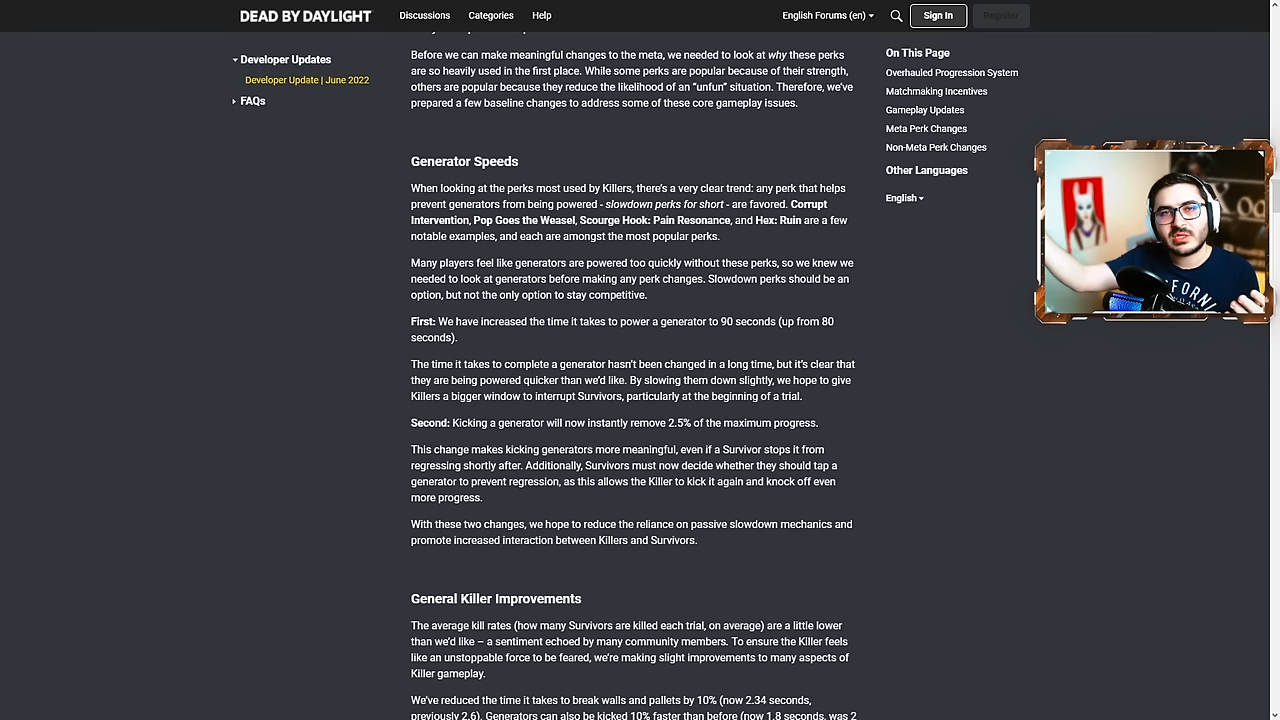 DEAD BY DAYLIGHT
Discussions
Categories
Help
English Forums (en)
Sign In
Register
Developer Updates
Developer Update | June 2022
FAQs
Before we can make meaningful changes to the meta, we needed to look at why these perks
are so heavily used in the first place. While some perks are popular because of their strength,
others are popular because they reduce the likelihood of an “unfun” situation. Therefore, we’ve
prepared a few baseline changes to address some of these core gameplay issues.
Generator Speeds
When looking at the perks most used by Killers, there’s a very clear trend: any perk that helps
prevent generators from being powered - slowdown perks for short - are favored. Corrupt
Intervention, Pop Goes the Weasel, Scourge Hook: Pain Resonance, and Hex: Ruin are a few
notable examples, and each are amongst the most popular perks.
Many players feel like generators are powered too quickly without these perks, so we knew we
needed to look at generators before making any perk changes. Slowdown perks should be an
option, but not the only option to stay competitive.
First: We have increased the time it takes to power a generator to 90 seconds (up from 80
seconds).
The time it takes to complete a generator hasn’t been changed in a long time, but it’s clear that
they are being powered quicker than we’d like. By slowing them down slightly, we hope to give
Killers a bigger window to interrupt Survivors, particularly at the beginning of a trial.
Second: Kicking a generator will now instantly remove 2.5% of the maximum progress.
This change makes kicking generators more meaningful, even if a Survivor stops it from
regressing shortly after. Additionally, Survivors must now decide whether they should tap a
generator to prevent regression, as this allows the Killer to kick it again and knock off even
more progress.
With these two changes, we hope to reduce the reliance on passive slowdown mechanics and
promote increased interaction between Killers and Survivors.
General Killer Improvements
The average kill rates (how many Survivors are killed each trial, on average) are a little lower
than we’d like – a sentiment echoed by many community members. To ensure the Killer feels
like an unstoppable force to be feared, we’re making slight improvements to many aspects of
Killer gameplay.
We’ve reduced the time it takes to break walls and pallets by 10% (now 2.34 seconds,
previously 2.6). Generators can also be kicked 10% faster than before (now 1.8 seconds, was 2
On This Page
Overhauled Progression System
Matchmaking Incentives
Gameplay Updates
Meta Perk Changes
Non-Meta Perk Changes
Other Languages
English